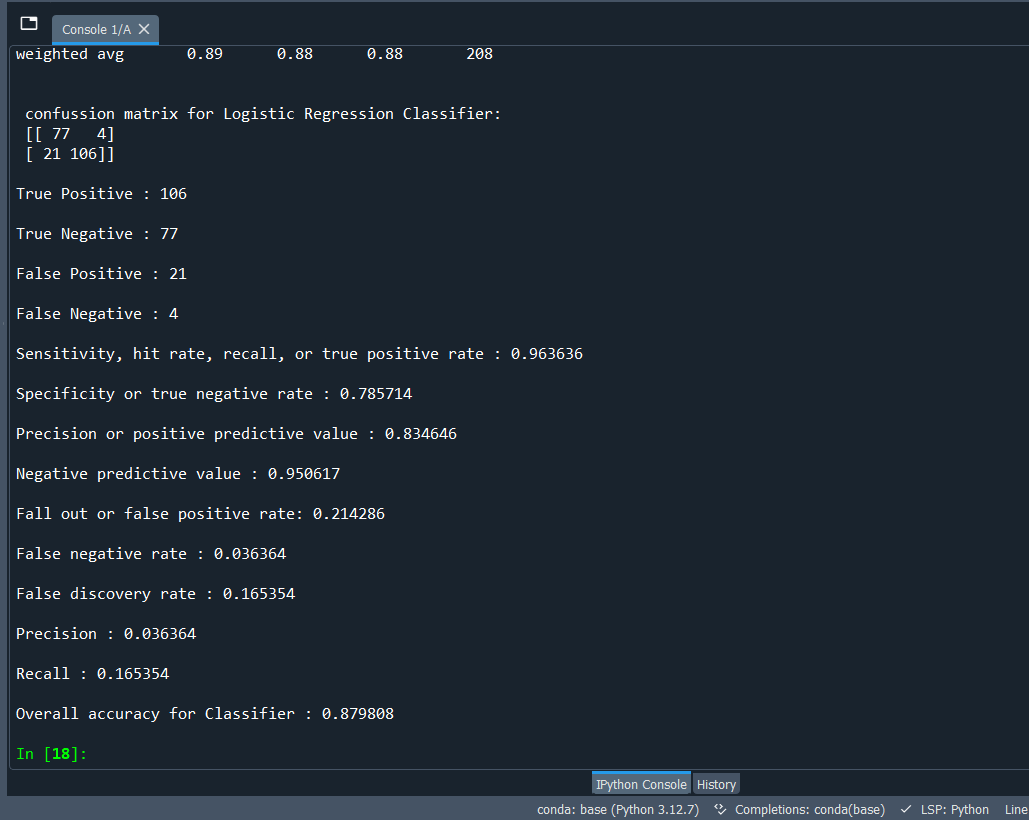 Console 1/A
weighted avg 0.89 0.88 0.88 208
confussion matrix for Logistic Regression Classifier:
[[ 77 4]
[ 21 106]]
True Positive : 106
True Negative : 77
False Positive : 21
False Negative : 4
Sensitivity, hit rate, recall, or true positive rate : 0.963636
Specificity or true negative rate : 0.785714
Precision or positive predictive value : 0.834646
Negative predictive value : 0.950617
Fall out or false positive rate: 0.214286
False negative rate : 0.036364
False discovery rate : 0.165354
Precision : 0.036364
Recall : 0.165354
Overall accuracy for Classifier : 0.879808
In [18]:
IPython Console History
conda: base (Python 3.12.7) Completions: conda(base) LSP: Python Line